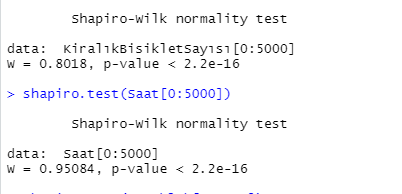 Shapiro-Wilk normality test
data:  KiralıkBisikletSayısı[0:5000]
W = 0.8018, p-value < 2.2e-16
> shapiro.test(Saat[0:5000])
Shapiro-Wilk normality test
data:  Saat[0:5000]
W = 0.95084, p-value < 2.2e-16